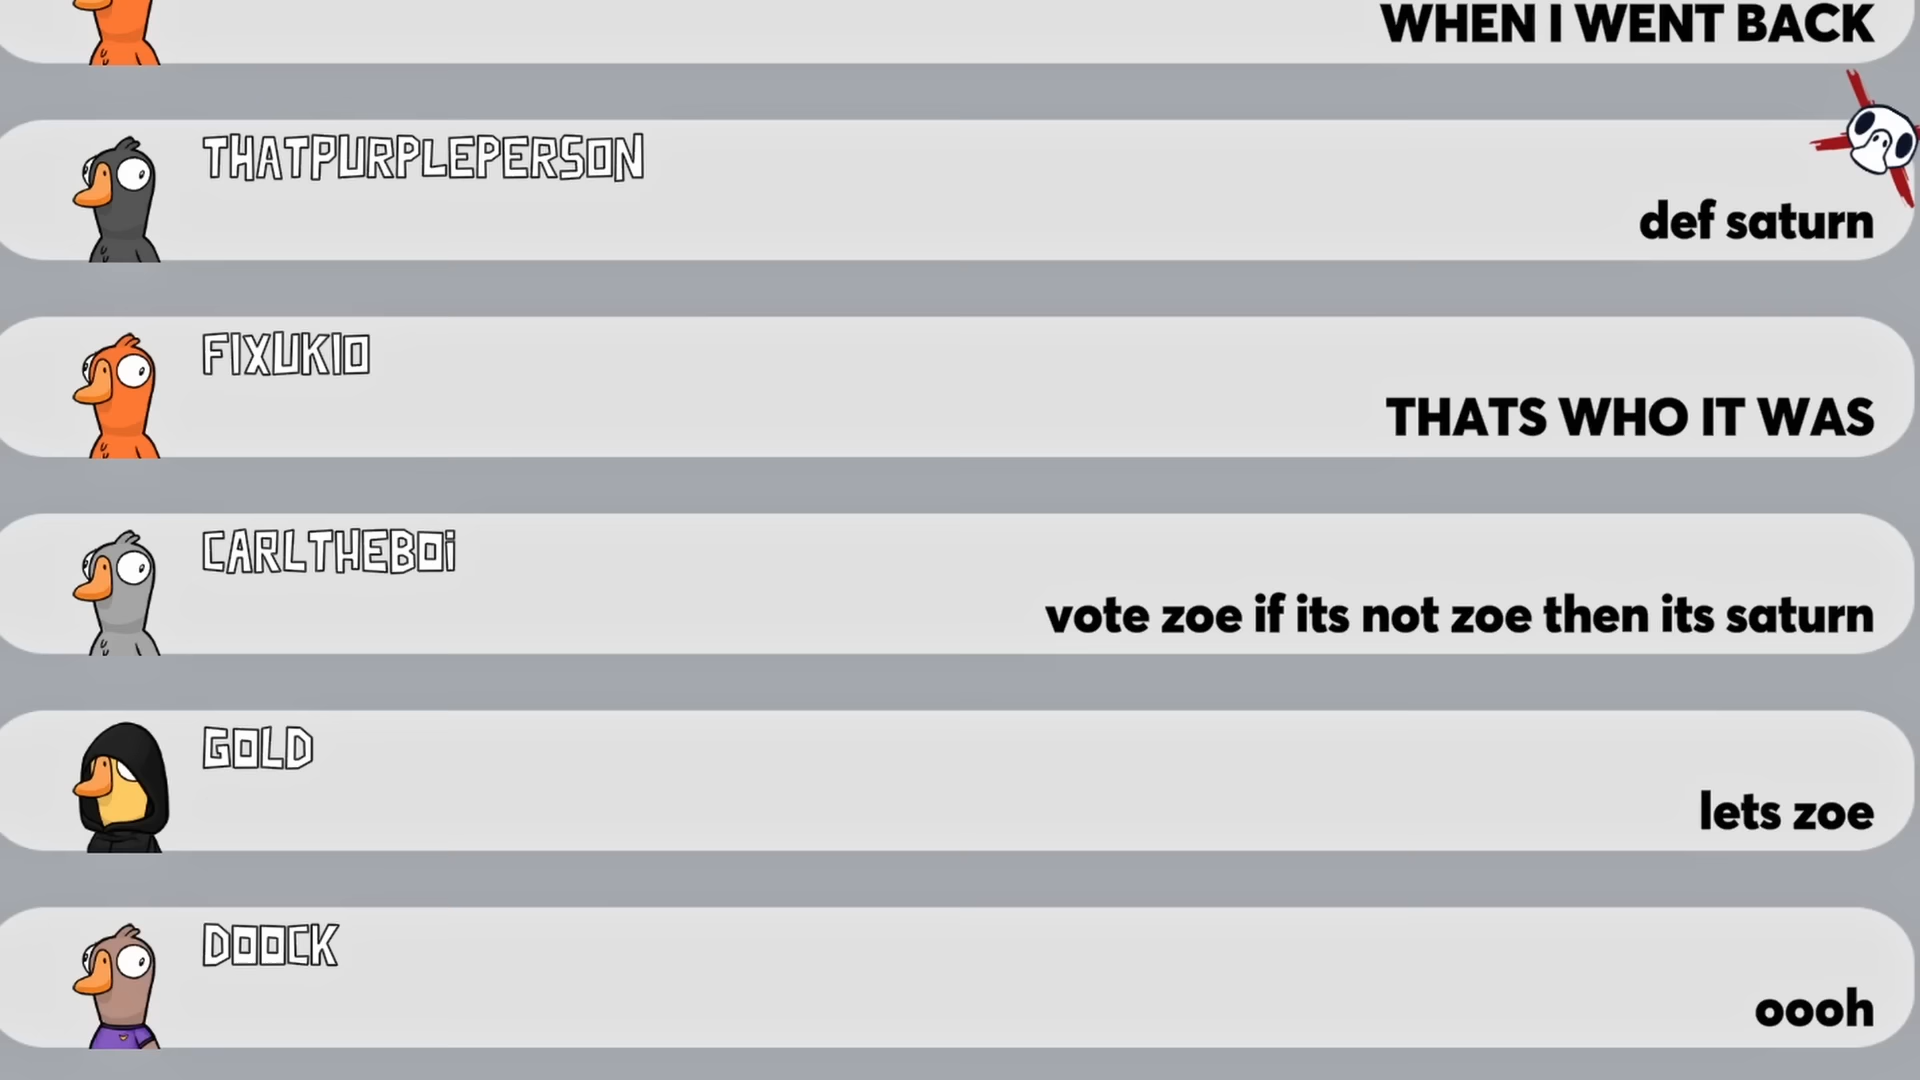 WHEN I WENT BACK
THATPURPLEPERSON
def saturn
FIXUKIO
THATS WHO IT WAS
CARLTHEBOi
vote zoe if its not zoe then its saturn
GOLD
lets zoe
DOOCK
oooh